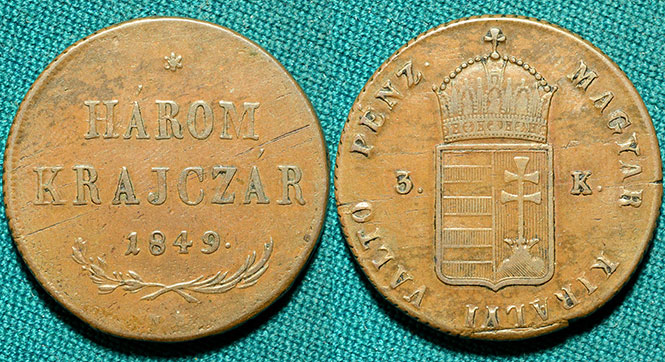 *
HÁROM
KRAJCZÁR
1849.
MAGYAR KIRÁLYI VÁLTÓ PÉNZ
3. K.